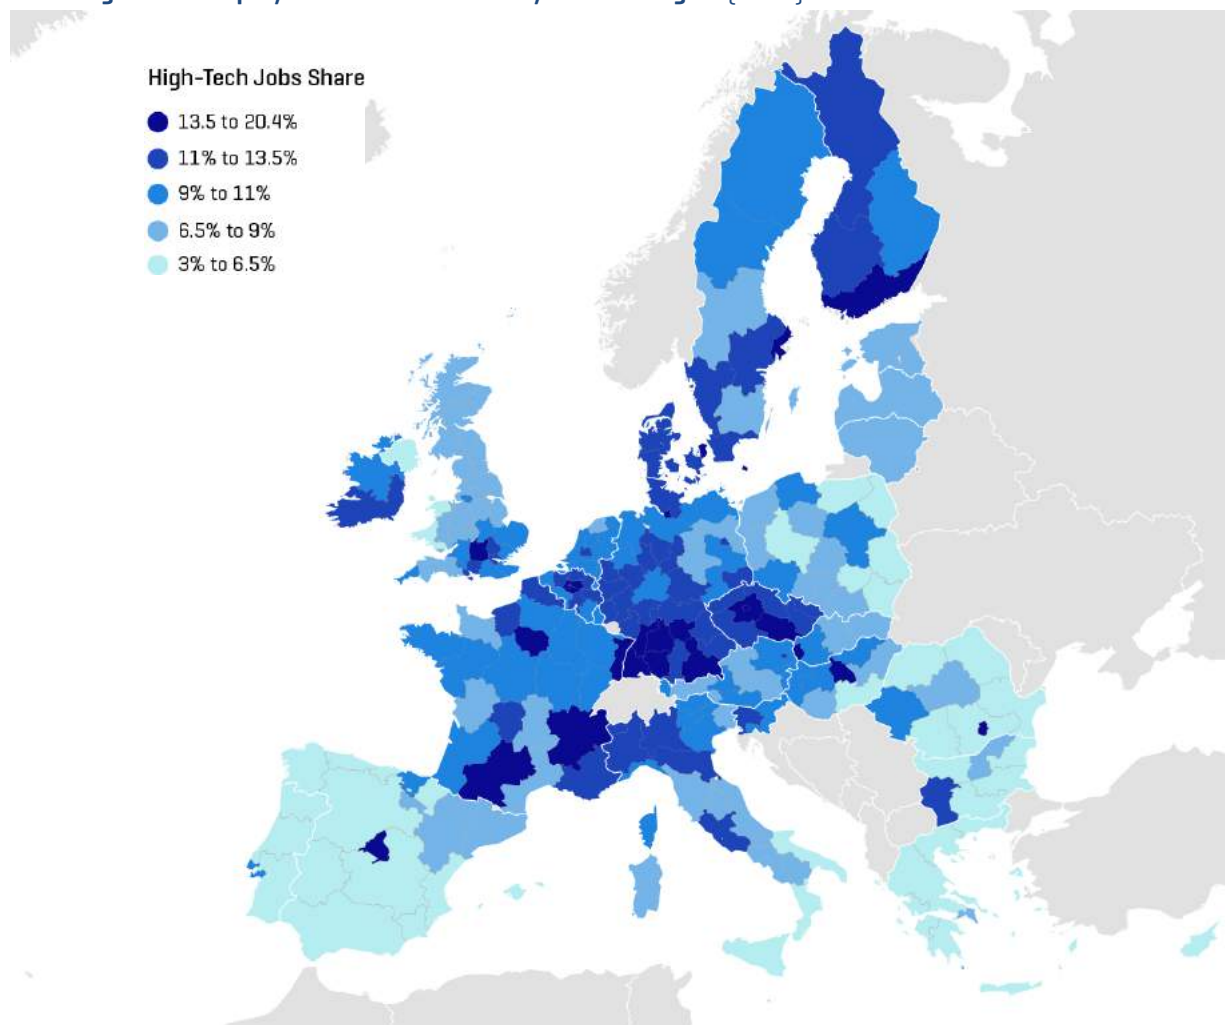 High-Tech Jobs Share
13.5 to 20.4%
11% to 13.5%
9% to 11%
6.5% to 9%
3% to 6.5%